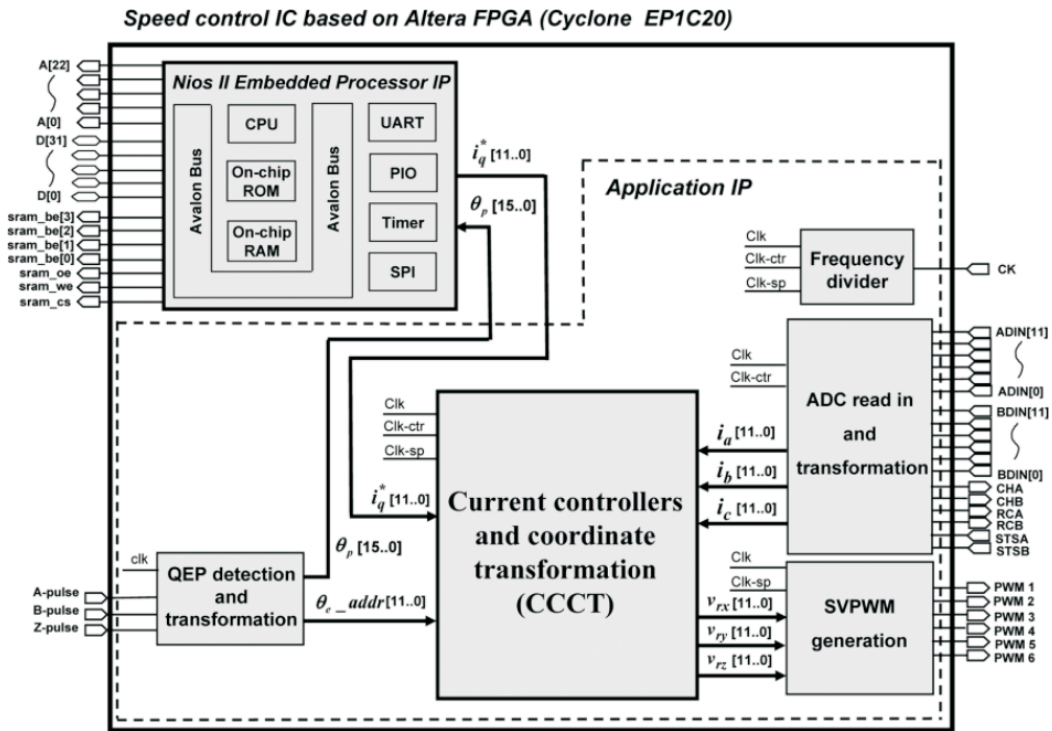 Speed control IC based on Altera FPGA (Cyclone EP1C20)
A[22]
A[0]
D[31]
D[0]
sram_be[3]
sram_be[2]
sram_be[1]
sram_be[0]
sram_oe
sram_we
sram_cs
Nios II Embedded Processor IP
Avalon Bus
CPU
On-chip
ROM
On-chip
RAM
Avalon Bus
UART
PIO
Timer
SPI
i*q [11..0]
θp [15..0]
Application IP
Clk
Clk-ctr
Clk-sp
Frequency
divider
CK
Clk
Clk-ctr
ADC read in
and
transformation
ADIN[11]
ADIN[0]
BDIN[11]
BDIN[0]
CHA
CHB
RCA
RCB
STSA
STSB
Clk
Clk-ctr
Clk-sp
i*q [11..0]
Current controllers
and coordinate
transformation
(CCCT)
ia [11..0]
ib [11..0]
ic [11..0]
θp [15..0]
θe_addr[11..0]
clk
QEP detection
and
transformation
A-pulse
B-pulse
Z-pulse
Clk
Clk-sp
vrx [11..0]
vry [11..0]
vrz [11..0]
SVPWM
generation
PWM 1
PWM 2
PWM 3
PWM 4
PWM 5
PWM 6